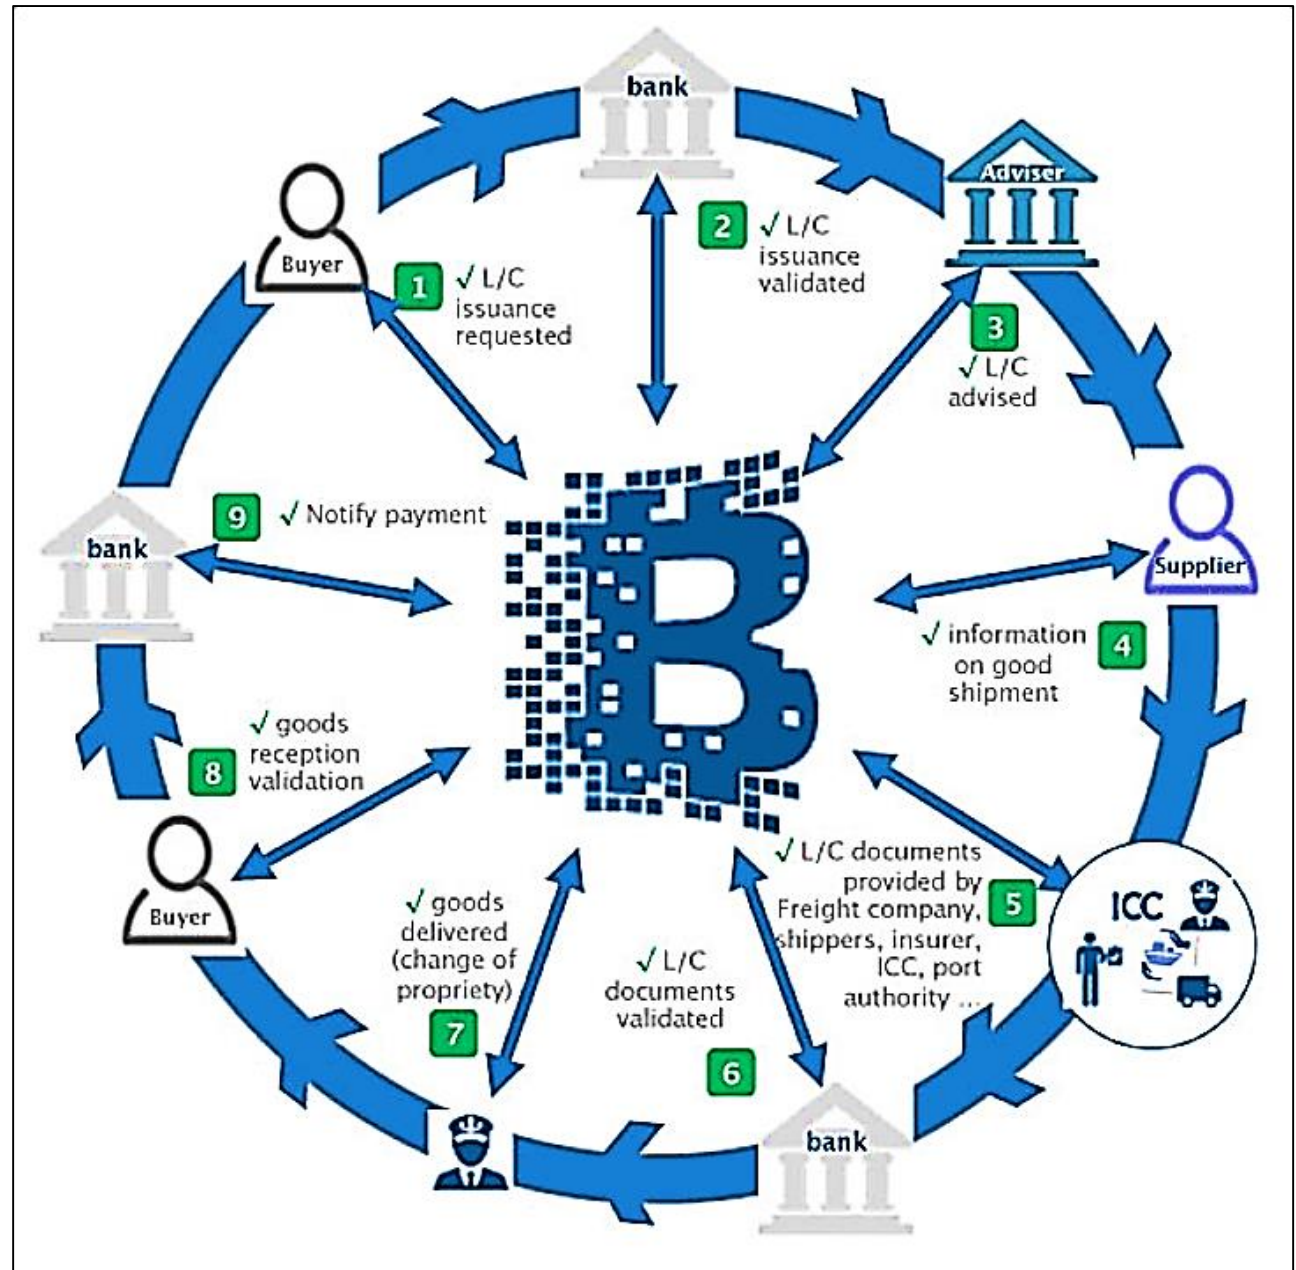 bank
Adviser
Buyer
1
✓ L/C
issuance
requested
2
✓ L/C
issuance
validated
3
✓ L/C
advised
Supplier
4
✓ information
on good
shipment
5
✓ L/C documents
provided by
Freight company,
shippers, insurer,
ICC, port
authority ...
ICC
6
✓ L/C
documents
validated
bank
7
✓ goods
delivered
(change of
propriety)
8
✓ goods
reception
validation
Buyer
9
✓ Notify payment
bank
B